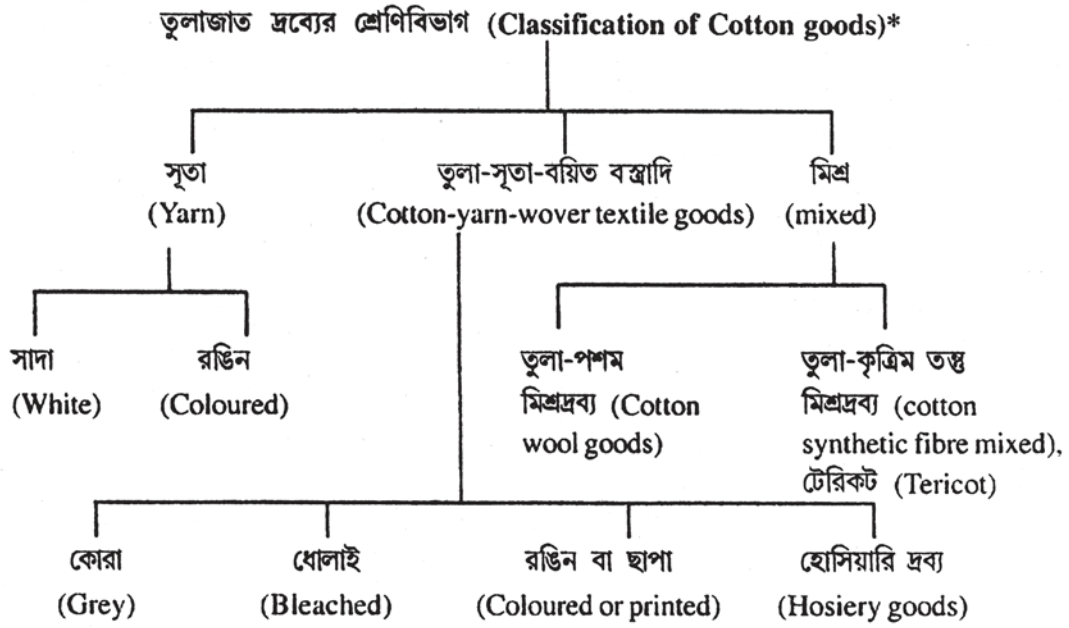 তুলাজাত দ্রব্যের শ্রেণিবিভাগ (Classification of Cotton goods)*
সূতা
(Yarn)
তুলা-সূতা-বয়িত বস্ত্রাদি
(Cotton-yarn-wover textile goods)
মিশ্র
(mixed)
সাদা
(White)
রঙিন
(Coloured)
তুলা-পশম
মিশ্রদ্রব্য (Cotton
wool goods)
তুলা-কৃত্রিম তন্তু
মিশ্রদ্রব্য (cotton
synthetic fibre mixed),
টেরিকট (Tericot)
কোরা
(Grey)
ধোলাই
(Bleached)
রঙিন বা ছাপা
(Coloured or printed)
হোসিয়ারি দ্রব্য
(Hosiery goods)